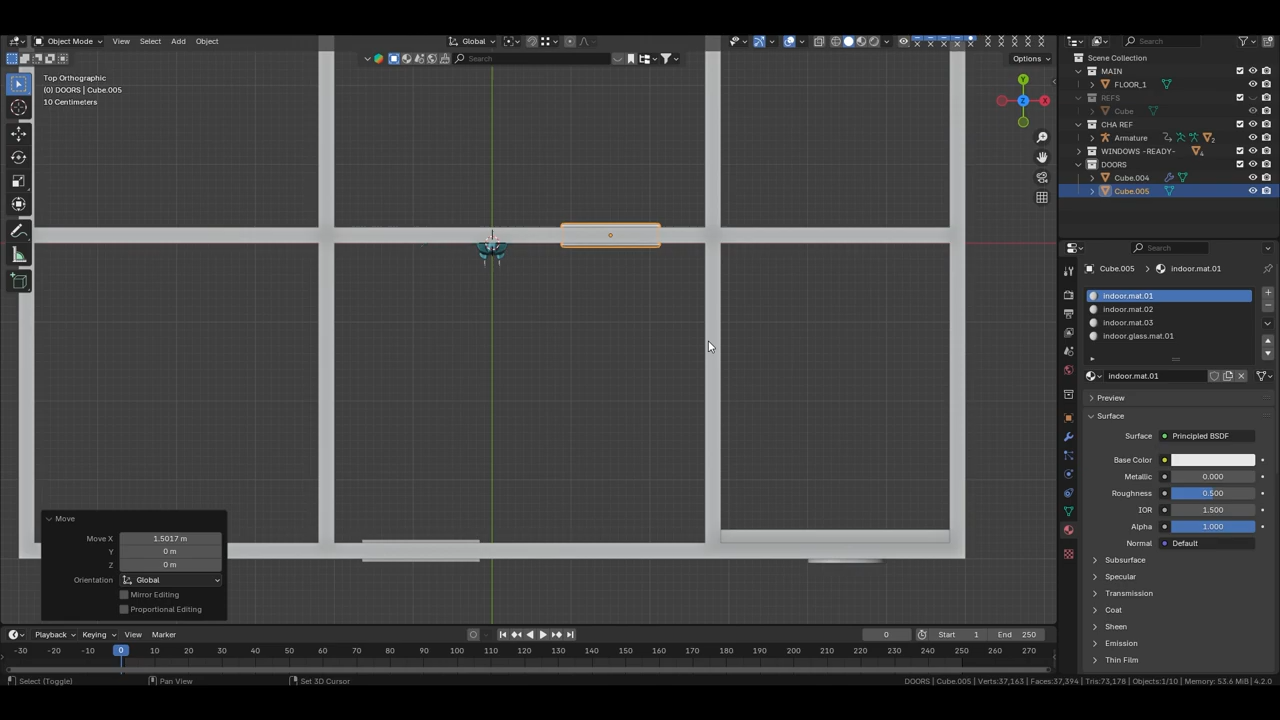 Object Mode View Select Add Object Global Search Search
Options
Top Orthographic
(0) DOORS | Cube.005
10 Centimeters
Y
X
Z
Scene Collection
MAIN
FLOOR_1
REFS
Cube
CHA REF
Armature 2
WINDOWS -READY- 4
DOORS
Cube.004
Cube.005
Search
Cube.005 > indoor.mat.01
indoor.mat.01
indoor.mat.02
indoor.mat.03
indoor.glass.mat.01
indoor.mat.01
Preview
Surface
Surface Principled BSDF
Base Color
Metallic 0.000
Roughness 0.500
IOR 1.500
Alpha 1.000
Normal Default
Subsurface
Specular
Transmission
Coat
Sheen
Emission
Thin Film
Move
Move X 1.5017 m
Y 0 m
Z 0 m
Orientation Global
Mirror Editing
Proportional Editing
Playback Keying View Marker 0 Start 1 End 250
-30 -20 -10 0 10 20 30 40 50 60 70 80 90 100 110 120 130 140 150 160 170 180 190 200 210 220 230 240 250 260 270
Select (Toggle) Pan View Set 3D Cursor DOORS | Cube.005 | Verts:37,163 | Faces:37,394 | Tris:73,178 | Objects:1/10 | Memory: 53.6 MiB | 4.2.0